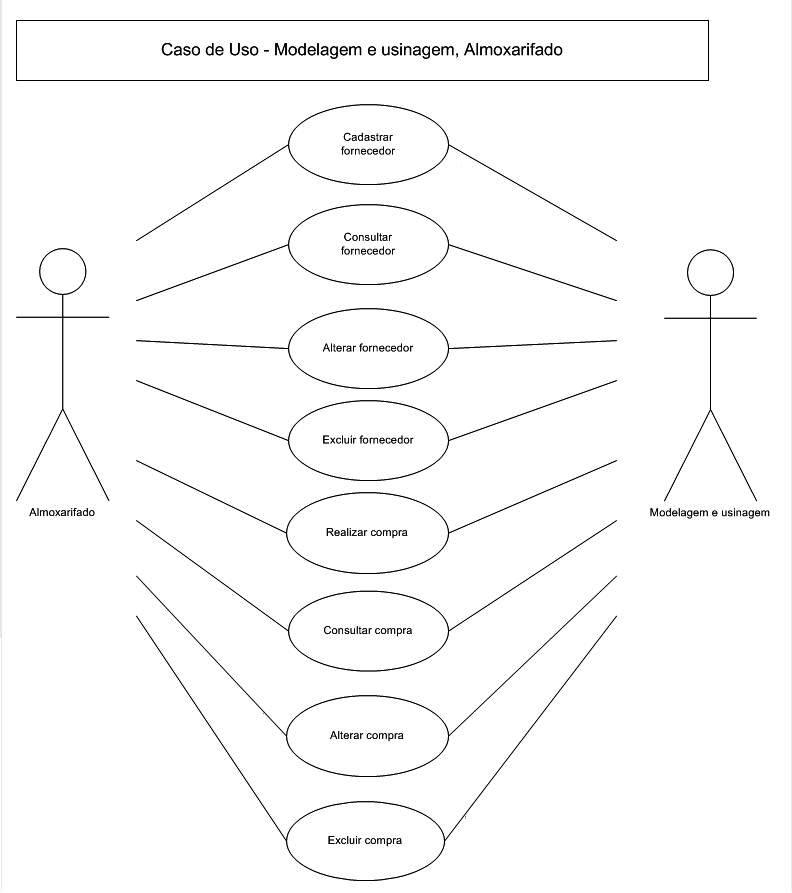 Caso de Uso - Modelagem e usinagem, Almoxarifado
Cadastrar
fornecedor
Consultar
fornecedor
Alterar fornecedor
Excluir fornecedor
Almoxarifado
Modelagem e usinagem
Realizar compra
Consultar compra
Alterar compra
Excluir compra